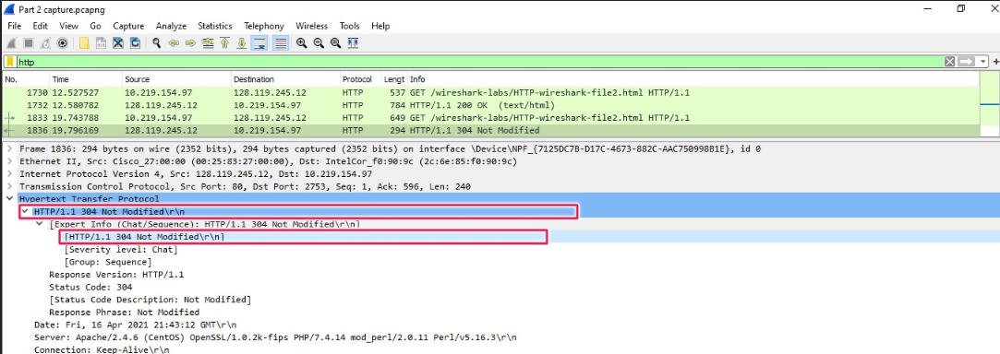 Part 2 capture.pcapng
File Edit View Go Capture Analyze Statistics Telephony Wireless Tools Help
http
No. Time Source Destination Protocol Lengt Info
1730 12.527527 10.219.154.97 128.119.245.12 HTTP 537 GET /wireshark-labs/HTTP-wireshark-file2.html HTTP/1.1
1732 12.580782 128.119.245.12 10.219.154.97 HTTP 784 HTTP/1.1 200 OK (text/html)
1833 19.743788 10.219.154.97 128.119.245.12 HTTP 649 GET /wireshark-labs/HTTP-wireshark-file2.html HTTP/1.1
1836 19.796169 128.119.245.12 10.219.154.97 HTTP 294 HTTP/1.1 304 Not Modified
Frame 1836: 294 bytes on wire (2352 bits), 294 bytes captured (2352 bits) on interface \Device\NPF_{7125DC7B-D17C-4673-882C-AAC750998B1E}, id 0
Ethernet II, Src: Cisco_27:00:00 (00:25:83:27:00:00), Dst: IntelCor_f0:90:9c (2c:6e:85:f0:90:9c)
Internet Protocol Version 4, Src: 128.119.245.12, Dst: 10.219.154.97
Transmission Control Protocol, Src Port: 80, Dst Port: 2753, Seq: 1, Ack: 596, Len: 240
Hypertext Transfer Protocol
HTTP/1.1 304 Not Modified\r\n
[Expert Info (Chat/Sequence): HTTP/1.1 304 Not Modified\r\n]
[HTTP/1.1 304 Not Modified\r\n]
[Severity level: Chat]
[Group: Sequence]
Response Version: HTTP/1.1
Status Code: 304
[Status Code Description: Not Modified]
Response Phrase: Not Modified
Date: Fri, 16 Apr 2021 21:43:12 GMT\r\n
Server: Apache/2.4.6 (CentOS) OpenSSL/1.0.2k-fips PHP/7.4.14 mod_perl/2.0.11 Perl/v5.16.3\r\n
Connection: Keep-Alive\r\n